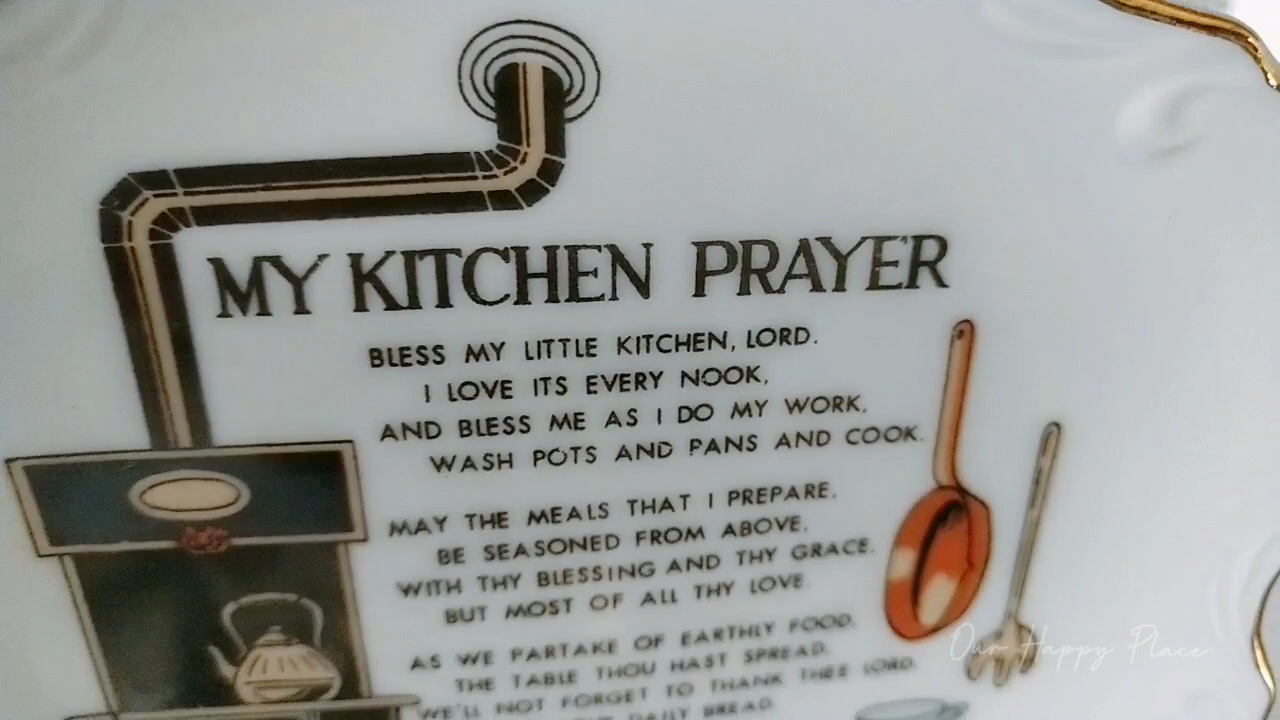 MY KITCHEN PRAYER
BLESS MY LITTLE KITCHEN, LORD.
I LOVE ITS EVERY NOOK,
AND BLESS ME AS I DO MY WORK,
WASH POTS AND PANS AND COOK.
MAY THE MEALS THAT I PREPARE,
BE SEASONED FROM ABOVE,
WITH THY BLESSING AND THY GRACE,
BUT MOST OF ALL THY LOVE
AS WE PARTAKE OF EARTHLY FOOD,
THE TABLE THOU HAST SPREAD,
WE'LL NOT FORGET TO THANK THEE LORD,
DAILY BREAD.
Our Happy Place